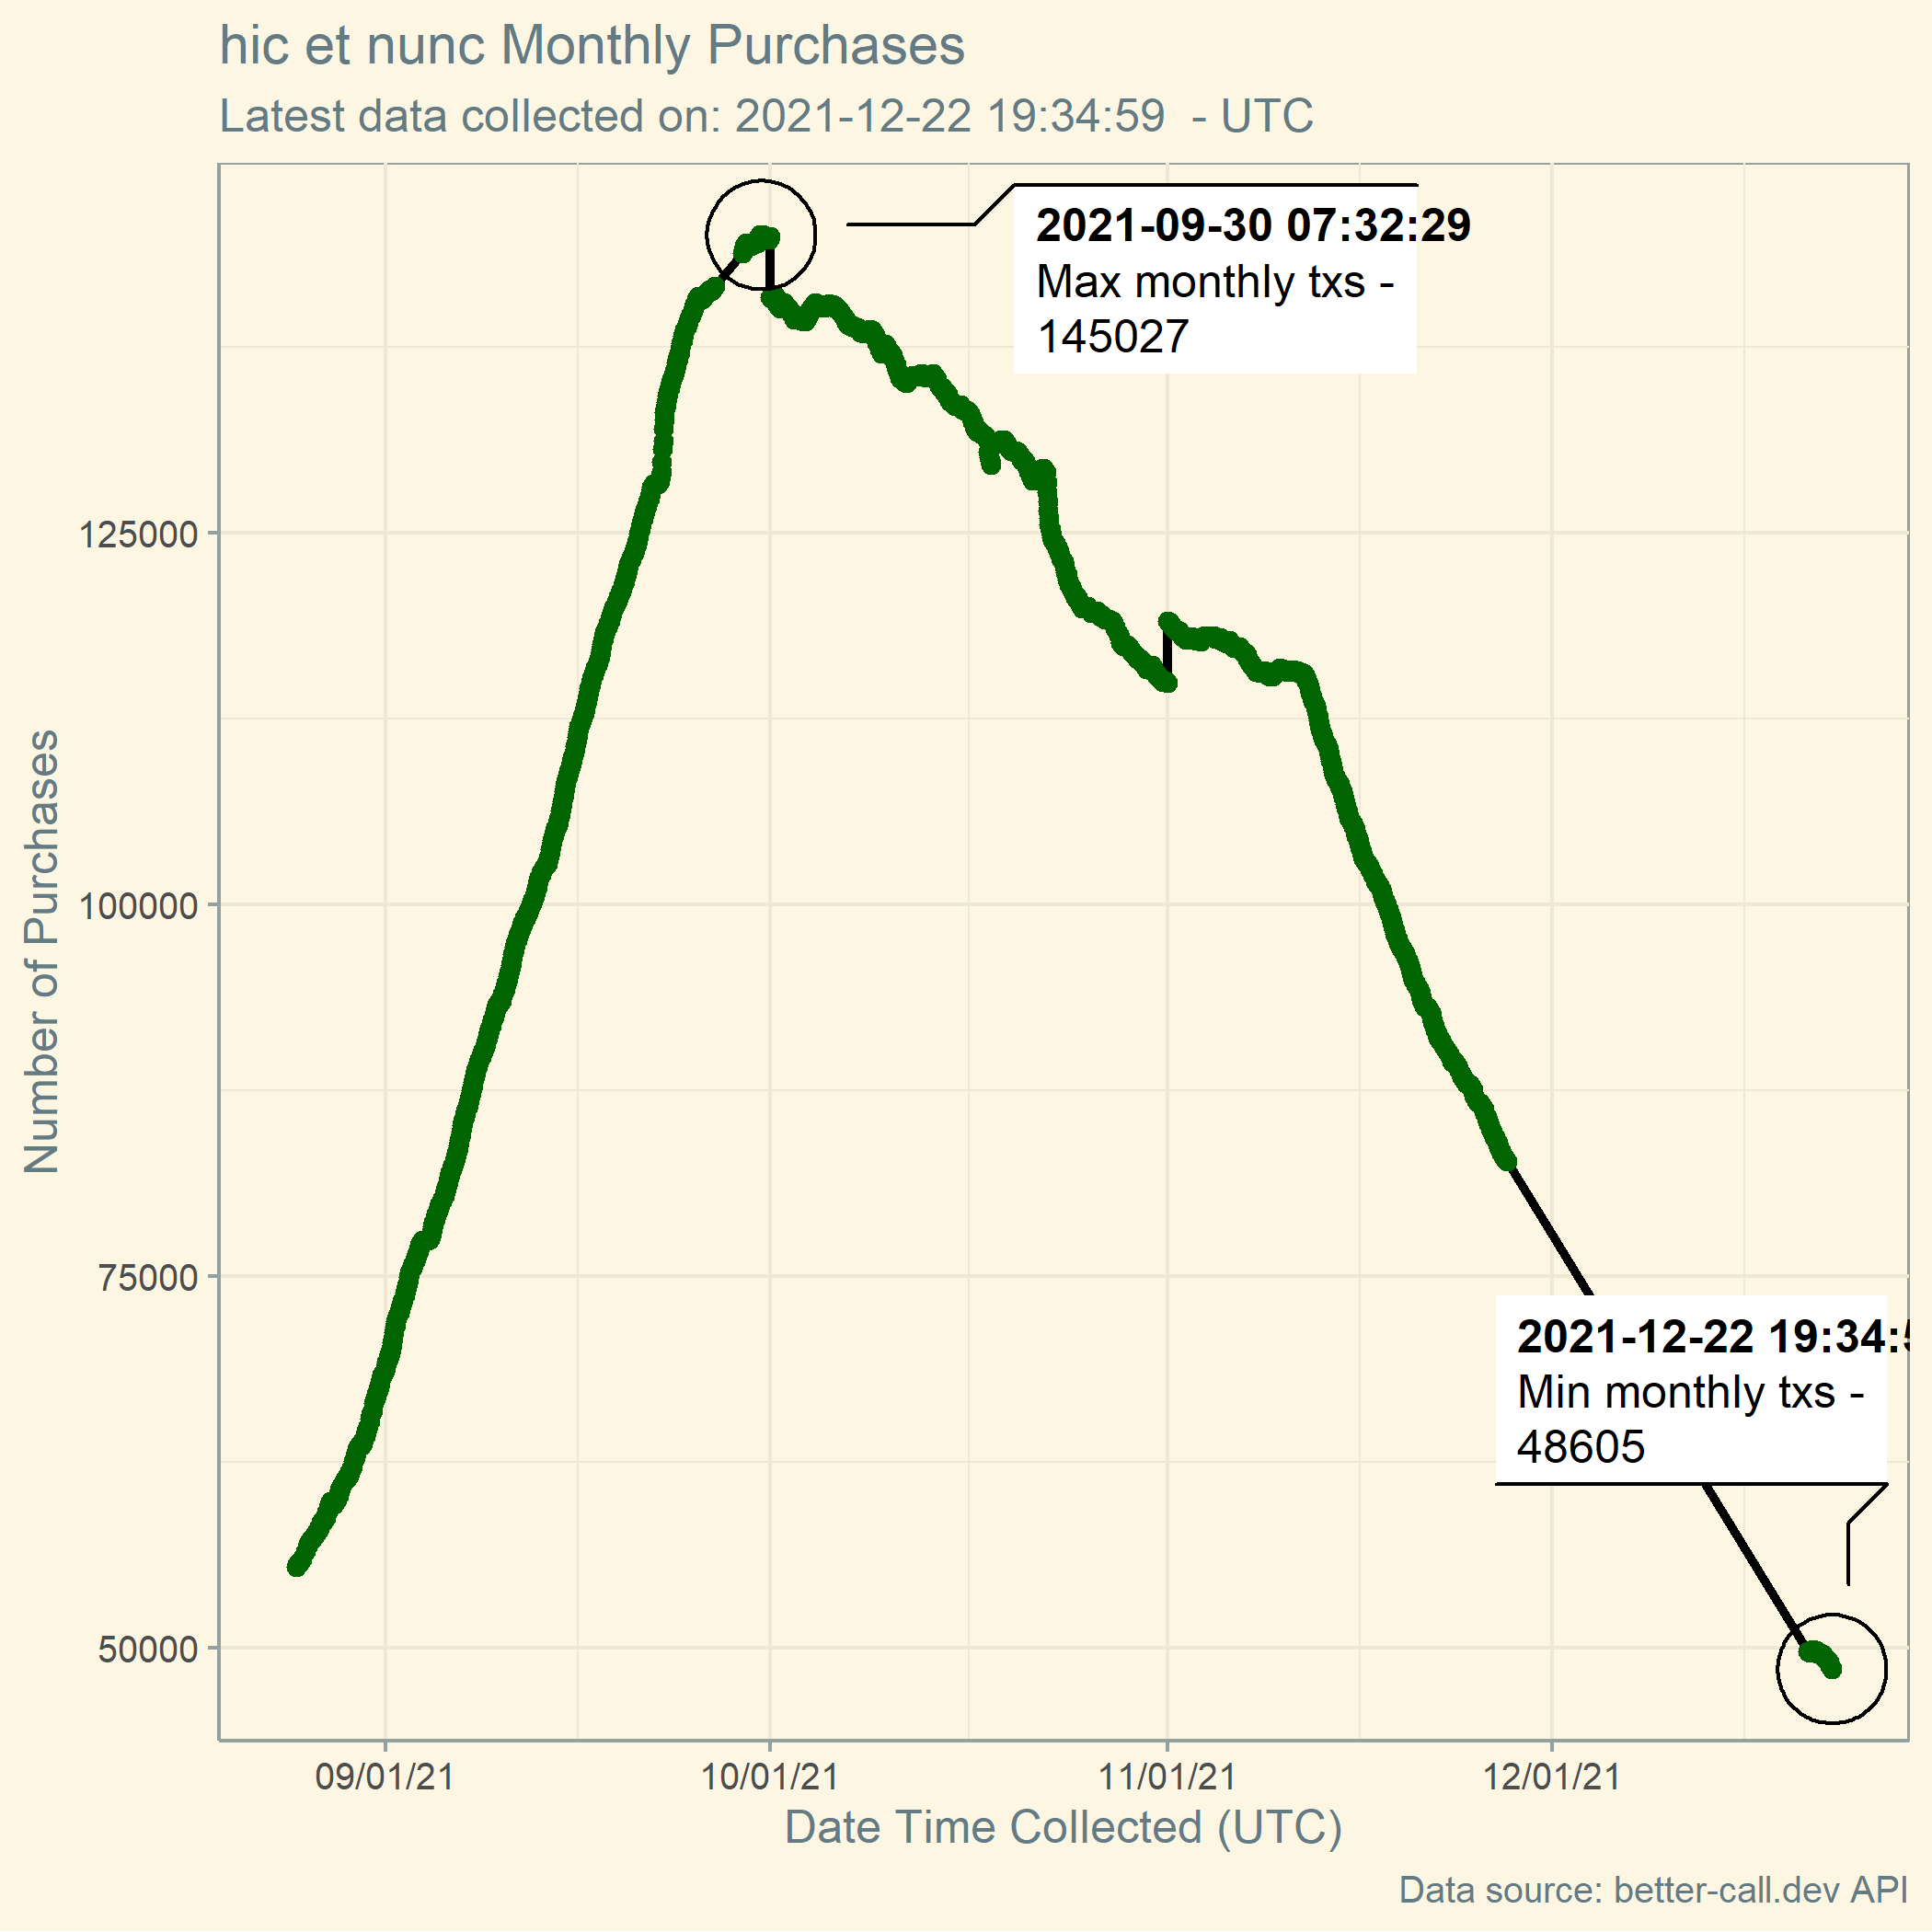 hic et nunc Monthly Purchases
Latest data collected on: 2021-12-22 19:34:59 - UTC
2021-09-30 07:32:29
Max monthly txs -
145027
125000
100000
75000
50000
Number of Purchases
2021-12-22 19:34:5
Min monthly txs -
48605
09/01/21
10/01/21
11/01/21
12/01/21
Date Time Collected (UTC)
Data source: better-call.dev API